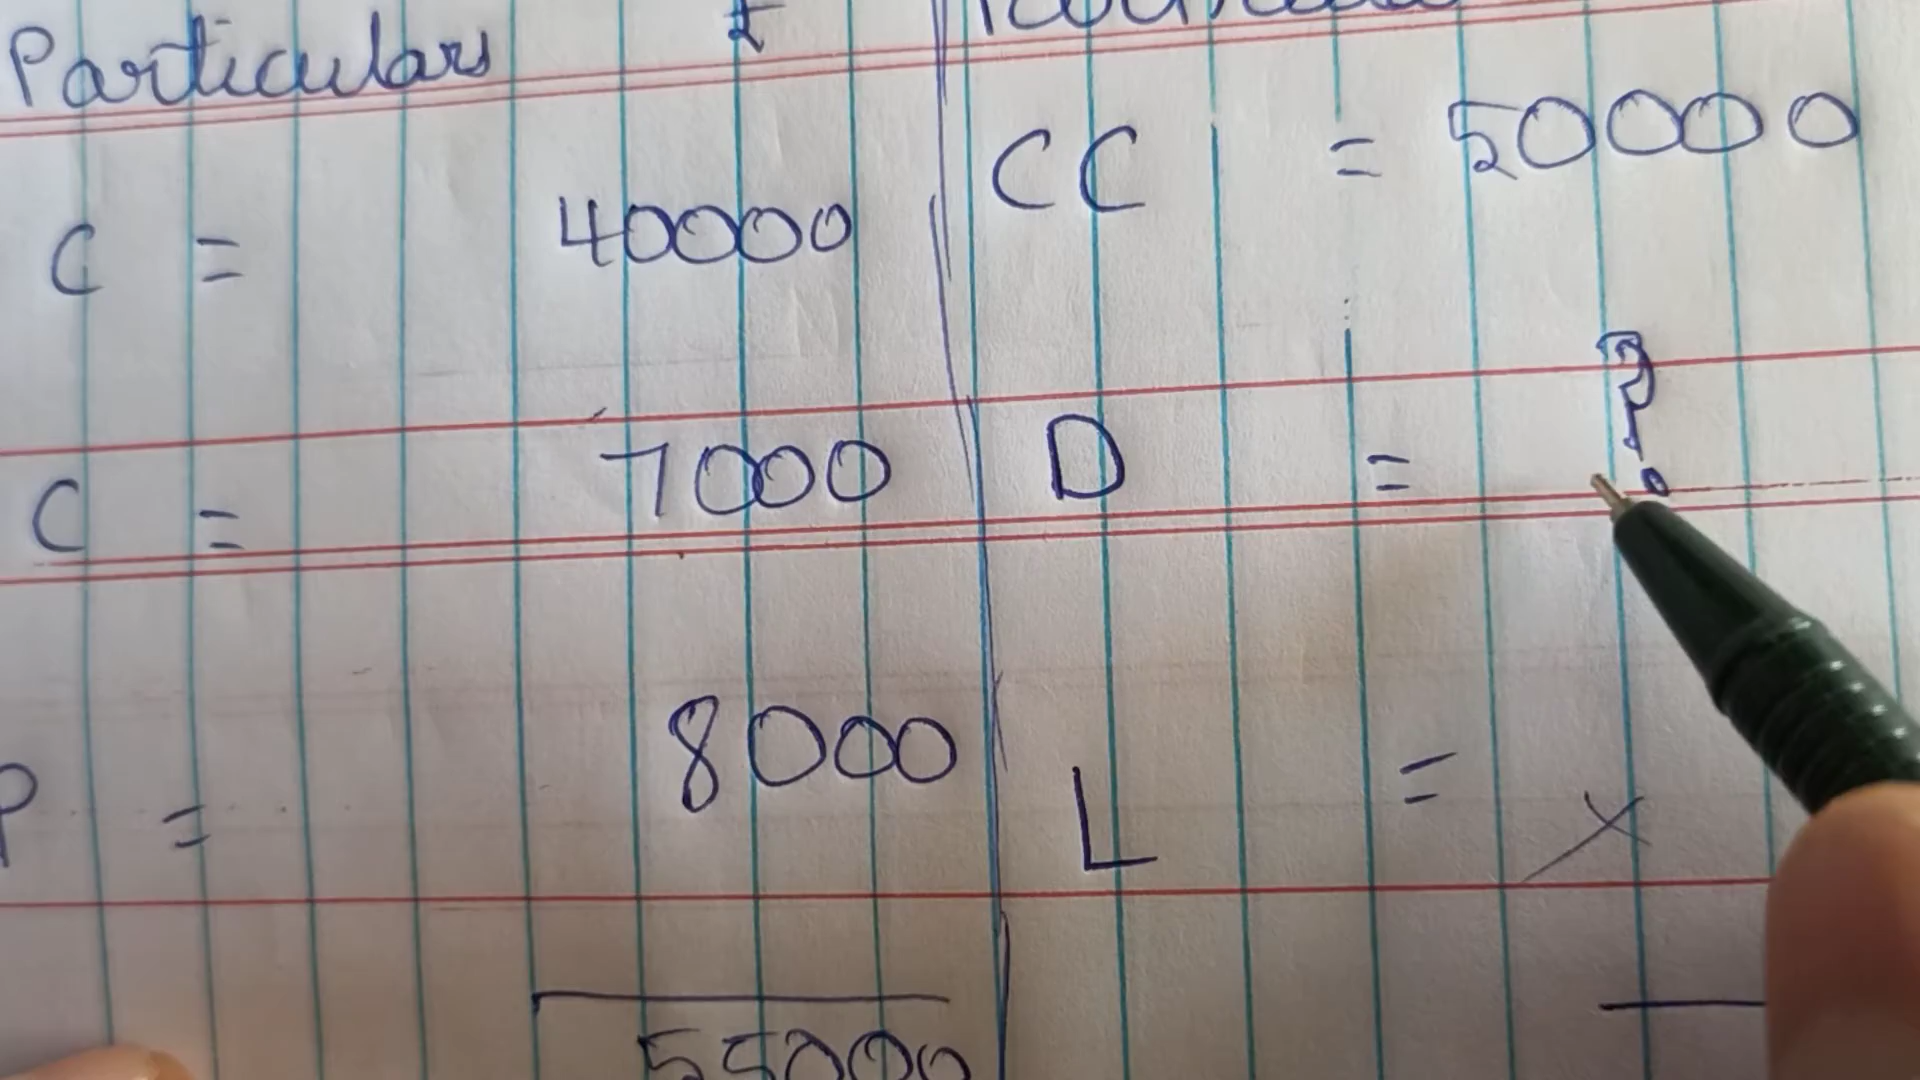 Particulars ₹
C = 40000
C = 7000
P = 8000
55000
CC = 50000
D = ?
L = X